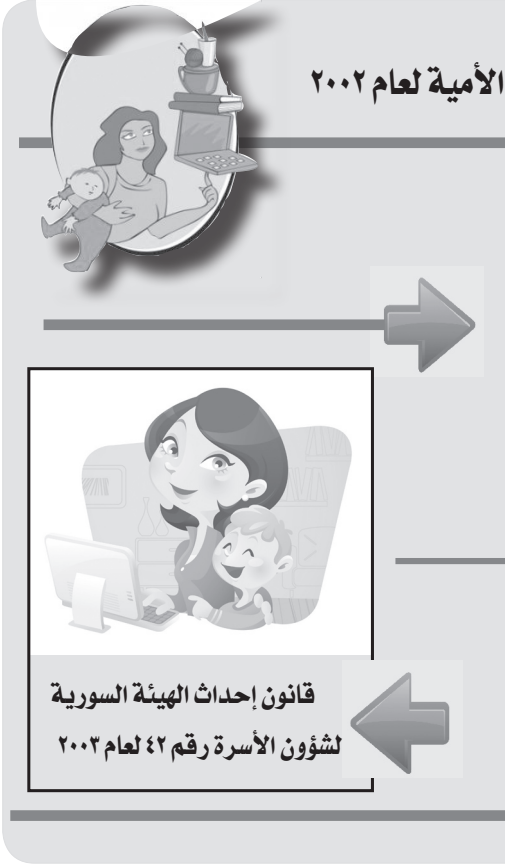 الأمية لعام ٢٠٠٢
قانون إحداث الهيئة السورية
لشؤون الأسرة رقم ٤٢ لعام ٢٠٠٣